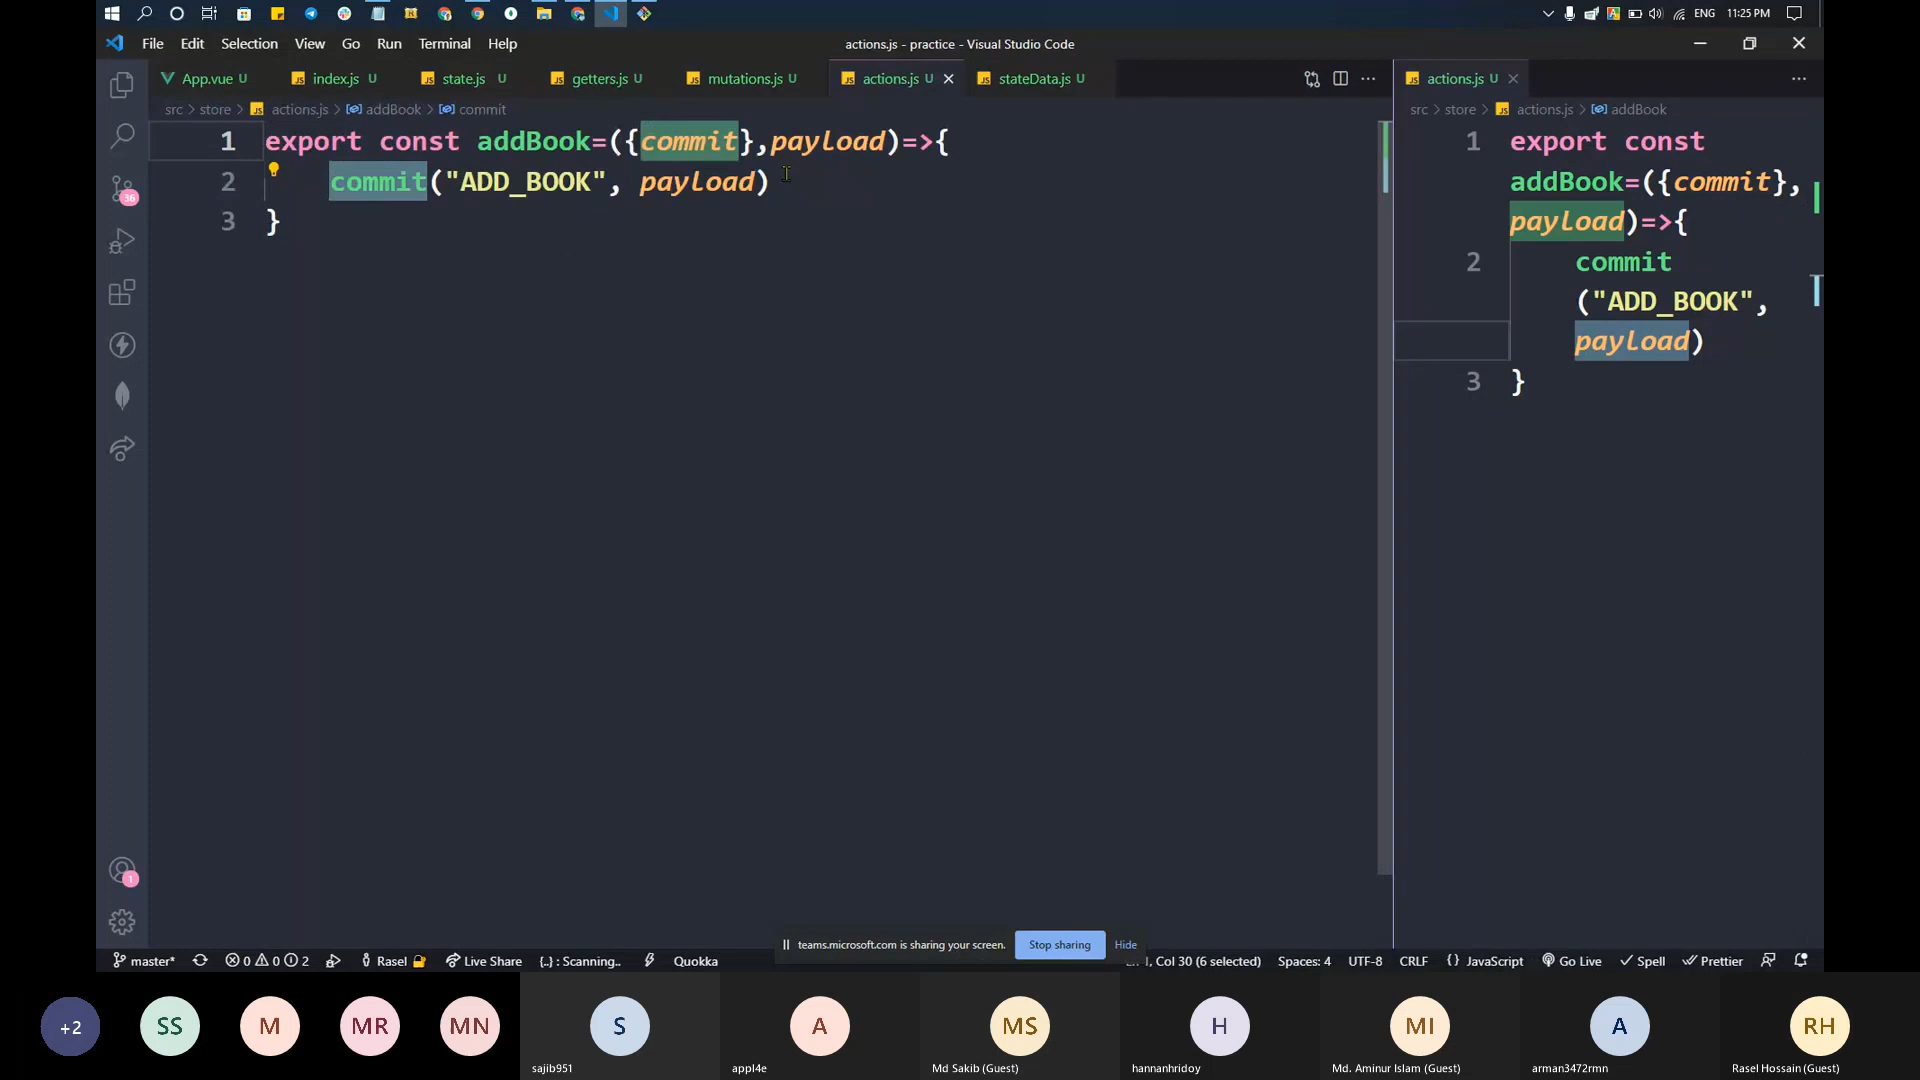 ENG 11:25 PM
File Edit Selection View Go Run Terminal Help
actions.js - practice - Visual Studio Code
App.vue U
index.js U
state.js U
getters.js U
mutations.js U
actions.js U
stateData.js U
src > store > actions.js > addBook > commit
1 export const addBook=({commit},payload)=>{
2 commit("ADD_BOOK", payload)
3 }
actions.js U
src > store > actions.js > addBook
1 export const
addBook=({commit},
payload)=>{
2 commit
("ADD_BOOK",
payload)
3 }
36
1
teams.microsoft.com is sharing your screen.
Stop sharing
Hide
master*
0 0 2
Rasel
Live Share
{..} : Scanning..
Quokka
1, Col 30 (6 selected)
Spaces: 4
UTF-8
CRLF
JavaScript
Go Live
Spell
Prettier
+2
SS
M
MR
MN
S
sajib951
A
appl4e
MS
Md Sakib (Guest)
H
hannanhridoy
MI
Md. Aminur Islam (Guest)
A
arman3472rmn
RH
Rasel Hossain (Guest)